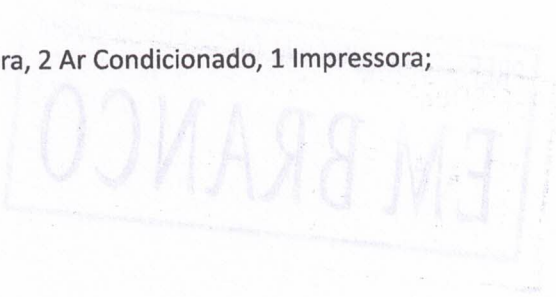 ra, 2 Ar Condicionado, 1 Impressora;
EM BRANCO